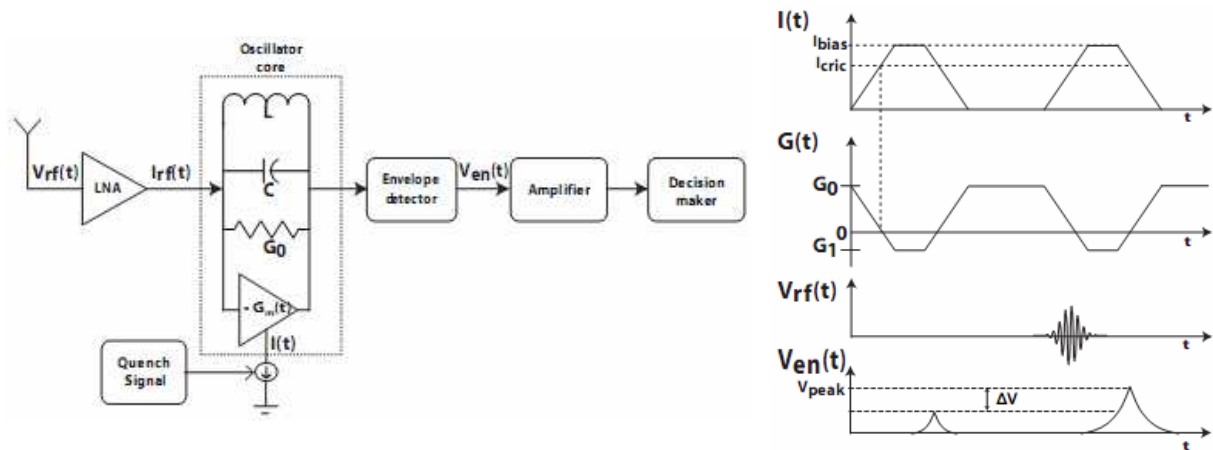 Oscillator
core
L
C
G0
- Gm(t)
I(t)
Vrf(t)
LNA
Irf(t)
Envelope
detector
Ven(t)
Amplifier
Decision
maker
Quench
Signal
I(t)
Ibias
Icric
t
G(t)
G0
0
G1
t
Vrf(t)
t
Ven(t)
Vpeak
ΔV
t